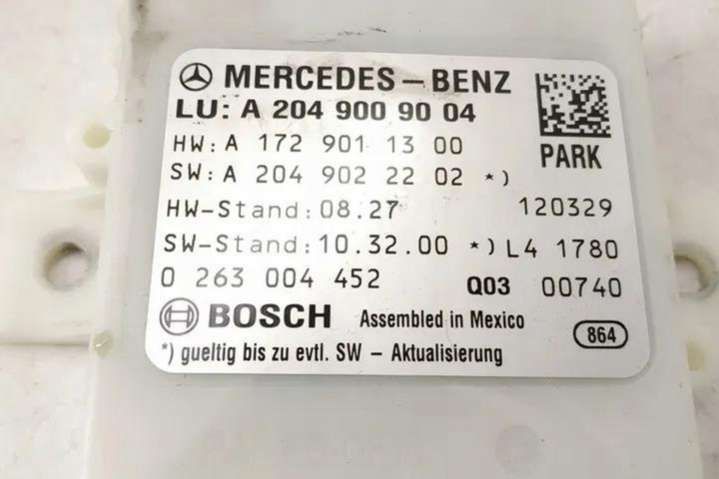 MERCEDES-BENZ
LU: A 204 900 90 04
HW: A 172 901 13 00
PARK
SW: A 204 902 22 02 *)
HW-Stand: 08.27 120329
SW-Stand: 10.32.00 *) L4 1780
0 263 004 452 Q03 00740
BOSCH Assembled in Mexico 864
*) gueltig bis zu evtl. SW - Aktualisierung